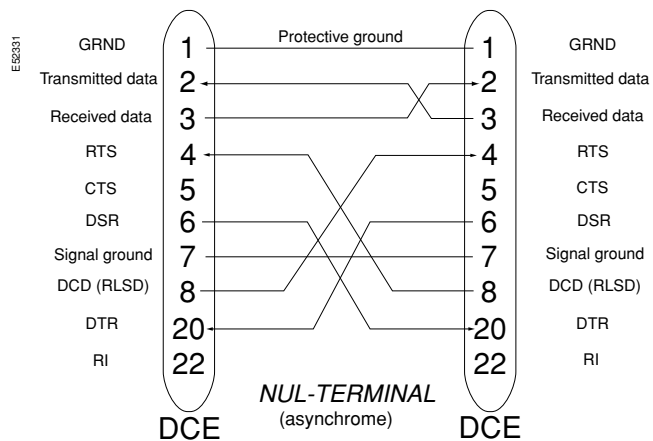 E52331
GRND 1 Protective ground 1 GRND
Transmitted data 2 2 Transmitted data
Received data 3 3 Received data
RTS 4 4 RTS
CTS 5 5 CTS
DSR 6 6 DSR
Signal ground 7 7 Signal ground
DCD (RLSD) 8 8 DCD (RLSD)
DTR 20 20 DTR
RI 22 22 RI
NUL-TERMINAL
(asynchrome)
DCE DCE